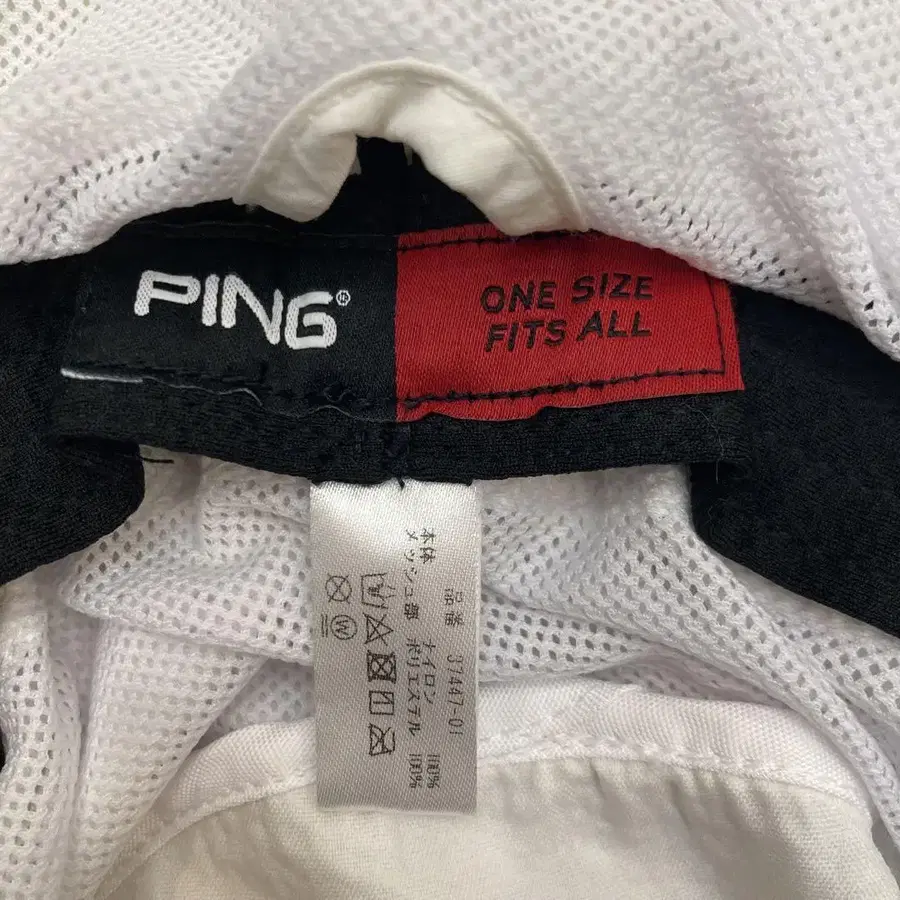 PING®
ONE SIZE
FITS ALL
品番 37447-01
本体 ナイロン 100%
メッシュ部 ポリエステル 100%
W